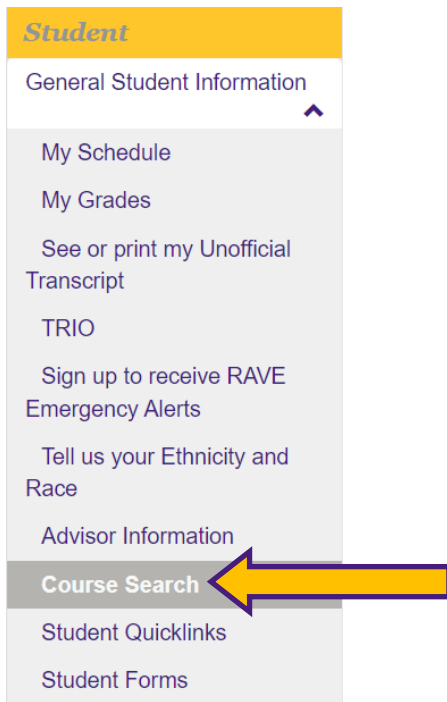 Student
General Student Information
My Schedule
My Grades
See or print my Unofficial
Transcript
TRIO
Sign up to receive RAVE
Emergency Alerts
Tell us your Ethnicity and
Race
Advisor Information
Course Search
Student Quicklinks
Student Forms